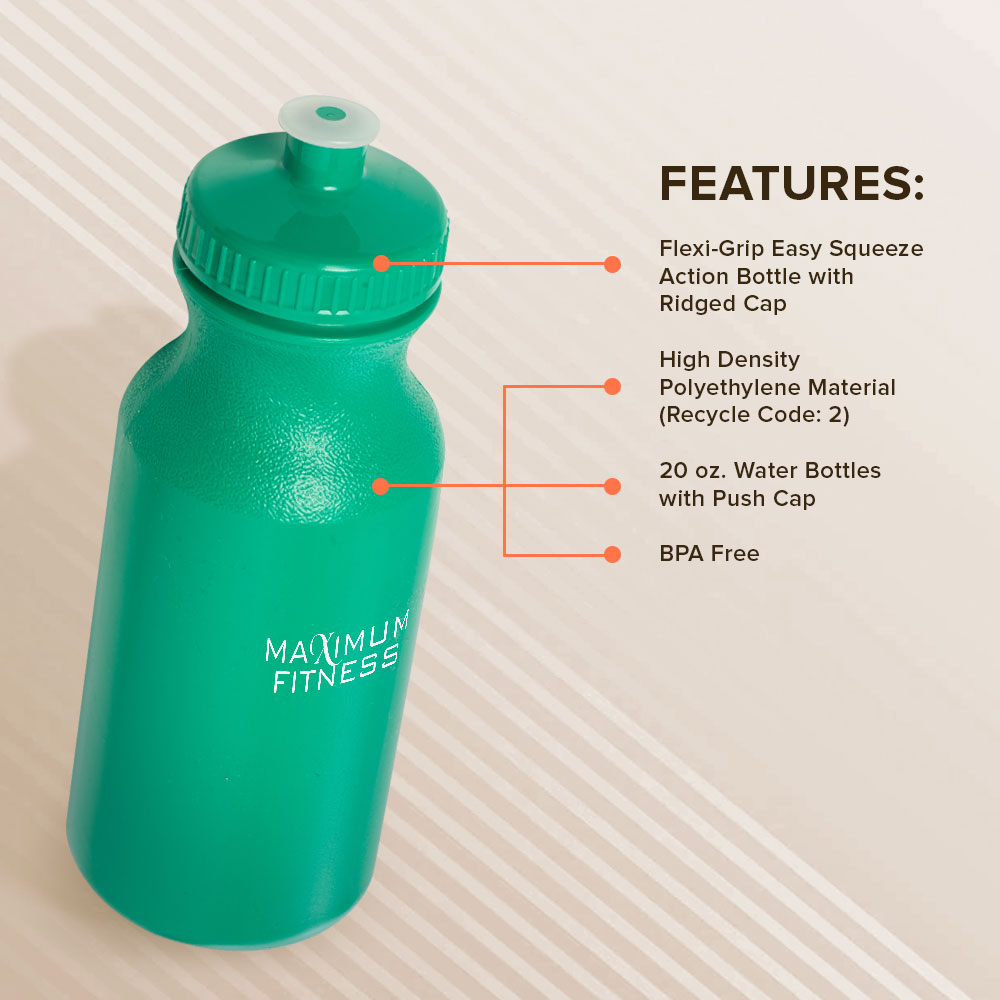 FEATURES:
Flexi-Grip Easy Squeeze
Action Bottle with
Ridged Cap
High Density
Polyethylene Material
(Recycle Code: 2)
20 oz. Water Bottles
with Push Cap
BPA Free
MAXIMUM
FITNESS